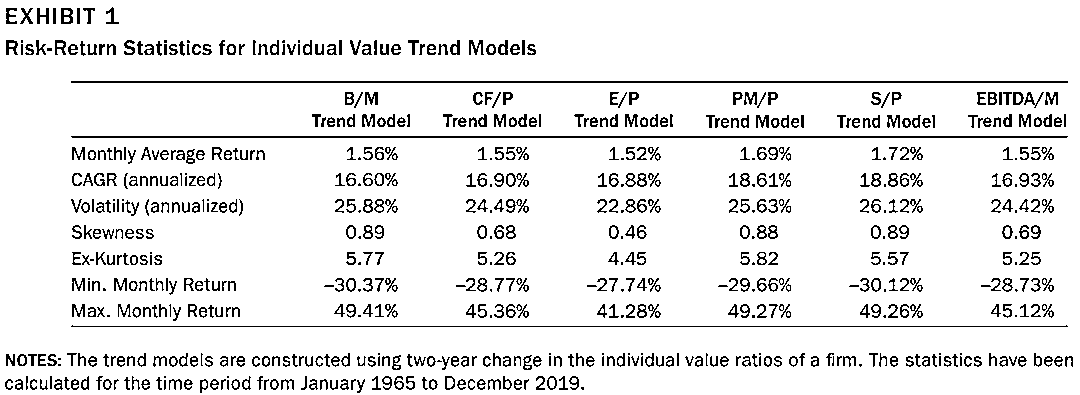 EXHIBIT 1
Risk-Return Statistics for Individual Value Trend Models
B/M CF/P E/P PM/P S/P EBITDA/M
Trend Model Trend Model Trend Model Trend Model Trend Model Trend Model
Monthly Average Return 1.56% 1.55% 1.52% 1.69% 1.72% 1.55%
CAGR (annualized) 16.60% 16.90% 16.88% 18.61% 18.86% 16.93%
Volatility (annualized) 25.88% 24.49% 22.86% 25.63% 26.12% 24.42%
Skewness 0.89 0.68 0.46 0.88 0.89 0.69
Ex-Kurtosis 5.77 5.26 4.45 5.82 5.57 5.25
Min. Monthly Return –30.37% –28.77% –27.74% –29.66% –30.12% –28.73%
Max. Monthly Return 49.41% 45.36% 41.28% 49.27% 49.26% 45.12%
NOTES: The trend models are constructed using two-year change in the individual value ratios of a firm. The statistics have been
calculated for the time period from January 1965 to December 2019.